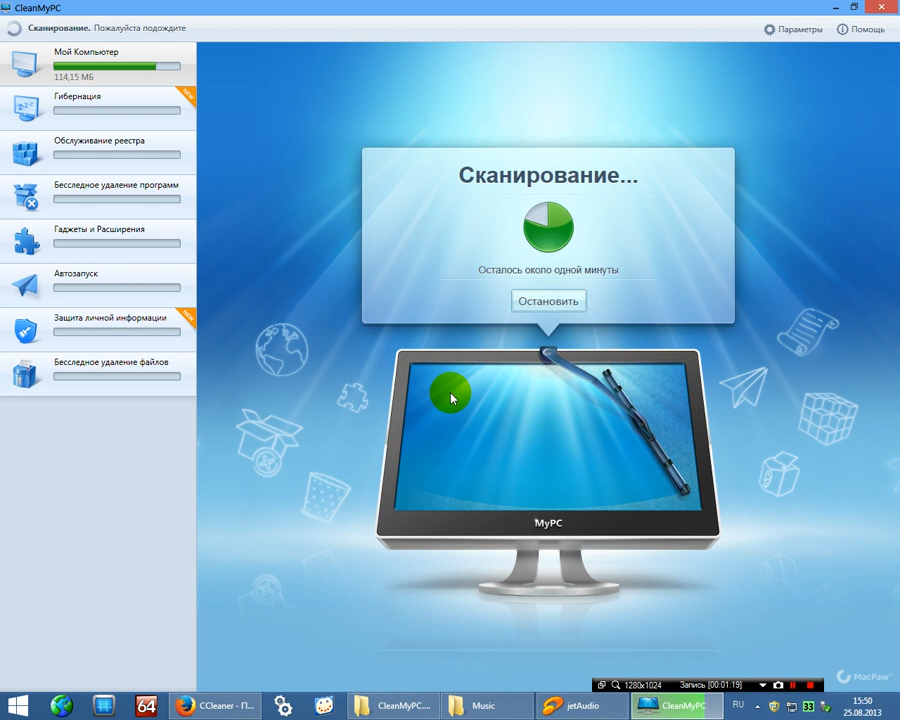 CleanMyPC
Сканирование. Пожалуйста подождите
Параметры
Помощь
Мой Компьютер
114,15 МБ
Гибернация
NEW
Обслуживание реестра
Бесследное удаление программ
Гаджеты и Расширения
Автозапуск
Защита личной информации
NEW
Бесследное удаление файлов
Сканирование...
Осталось около одной минуты
Остановить
MyPC
MacPaw
1280x1024 Запись [00:01:19]
64
CCleaner - П...
CleanMyPC....
Music
jetAudio
CleanMyPC
RU
33
15:50
25.08.2013